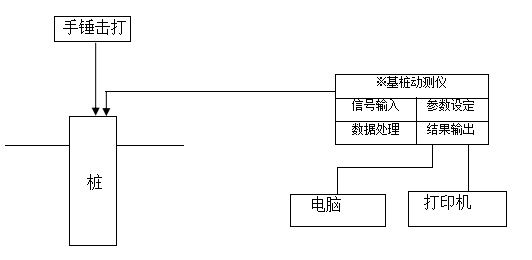 手锤击打
※基桩动测仪
信号输入 参数设定
数据处理 结果输出
桩
电脑
打印机